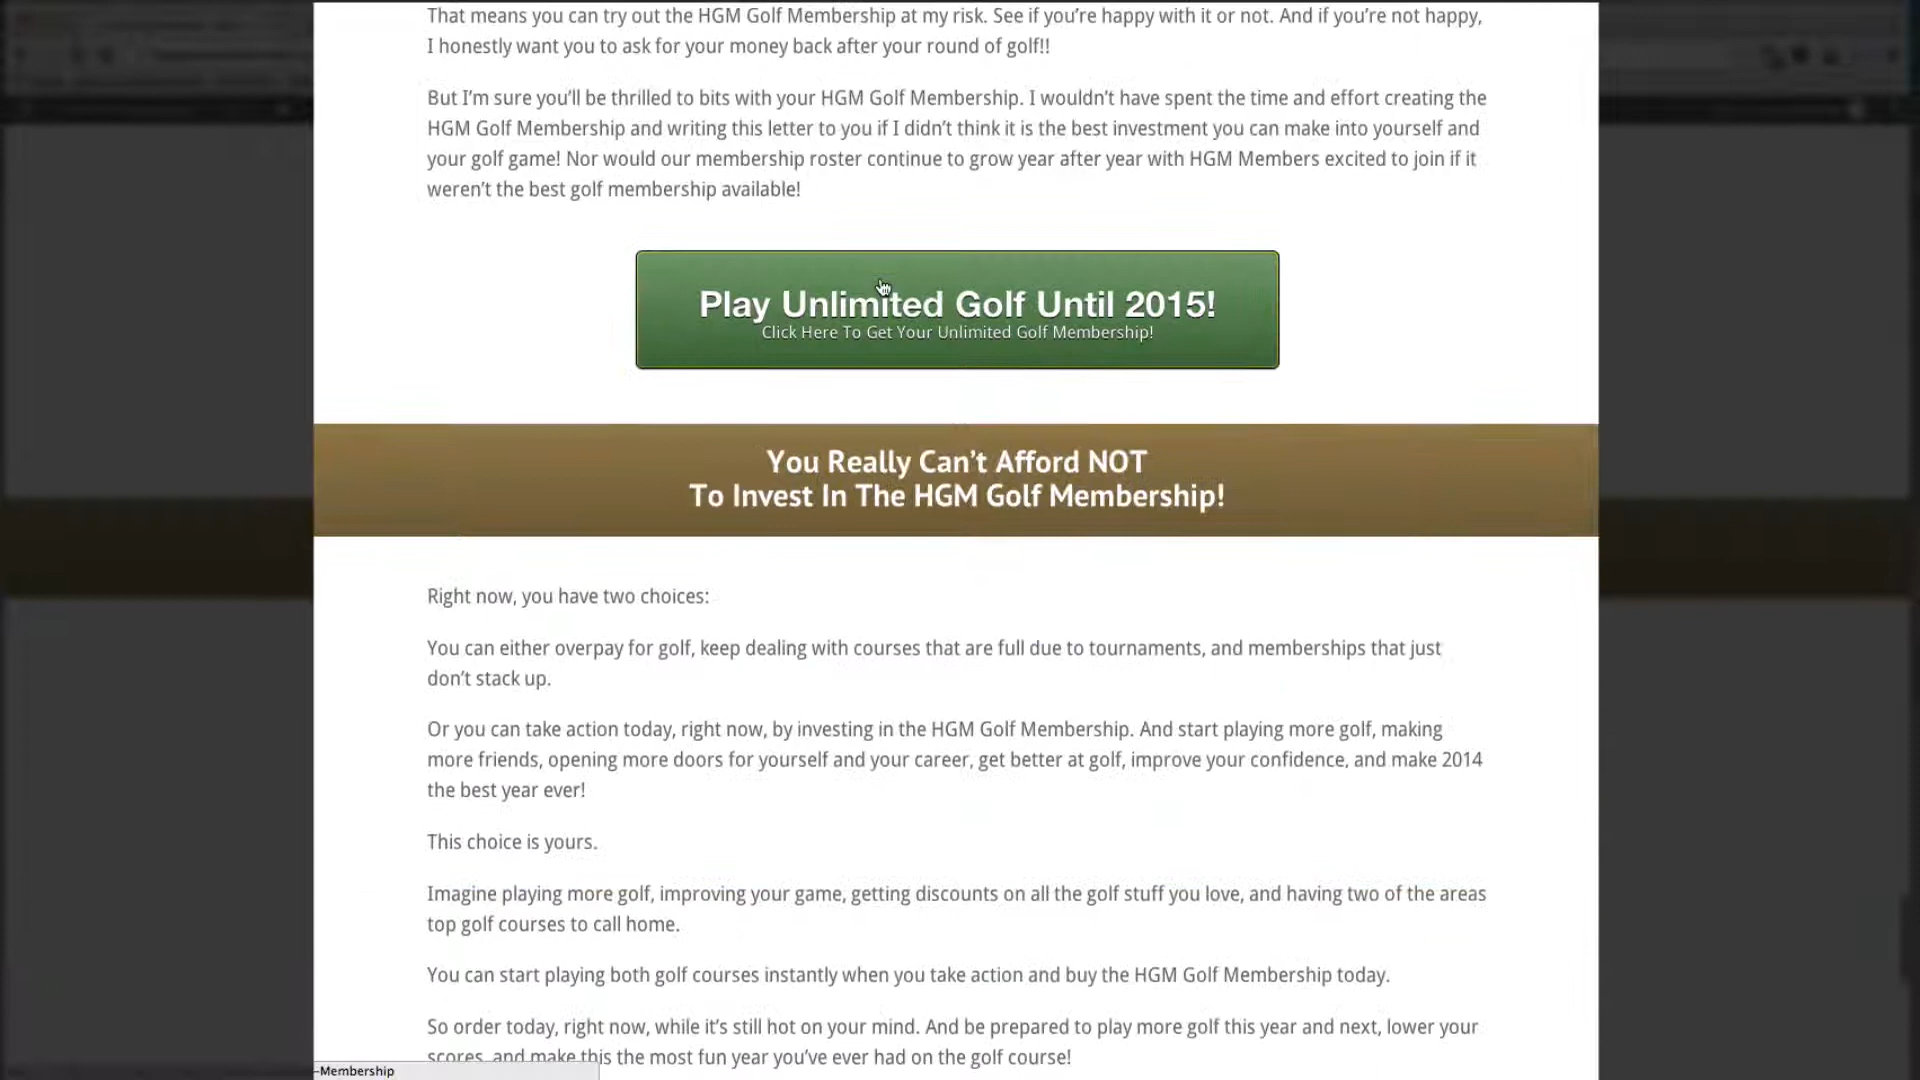 That means you can try out the HGM Golf Membership at my risk. See if you’re happy with it or not. And if you’re not happy,
I honestly want you to ask for your money back after your round of golf!!
But I’m sure you’ll be thrilled to bits with your HGM Golf Membership. I wouldn’t have spent the time and effort creating the
HGM Golf Membership and writing this letter to you if I didn’t think it is the best investment you can make into yourself and
your golf game! Nor would our membership roster continue to grow year after year with HGM Members excited to join if it
weren’t the best golf membership available!
Play Unlimited Golf Until 2015!
Click Here To Get Your Unlimited Golf Membership!
You Really Can’t Afford NOT
To Invest In The HGM Golf Membership!
Right now, you have two choices:
You can either overpay for golf, keep dealing with courses that are full due to tournaments, and memberships that just
don’t stack up.
Or you can take action today, right now, by investing in the HGM Golf Membership. And start playing more golf, making
more friends, opening more doors for yourself and your career, get better at golf, improve your confidence, and make 2014
the best year ever!
This choice is yours.
Imagine playing more golf, improving your game, getting discounts on all the golf stuff you love, and having two of the areas
top golf courses to call home.
You can start playing both golf courses instantly when you take action and buy the HGM Golf Membership today.
So order today, right now, while it’s still hot on your mind. And be prepared to play more golf this year and next, lower your
scores, and make this the most fun year you’ve ever had on the golf course!
-Membership